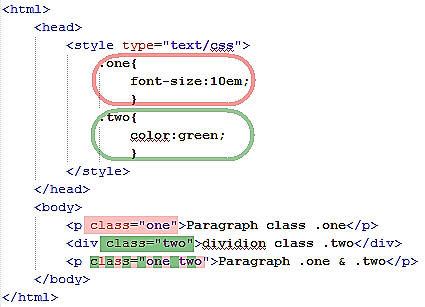 <html>
<head>
<style type="text/css">
.one{
font-size:10em;
}
.two{
color:green;
}
</style>
</head>
<body>
<p class="one">Paragraph class .one</p>
<div class="two">dividion class .two</div>
<p class="one two">Paragraph .one & .two</p>
</body>
</html>